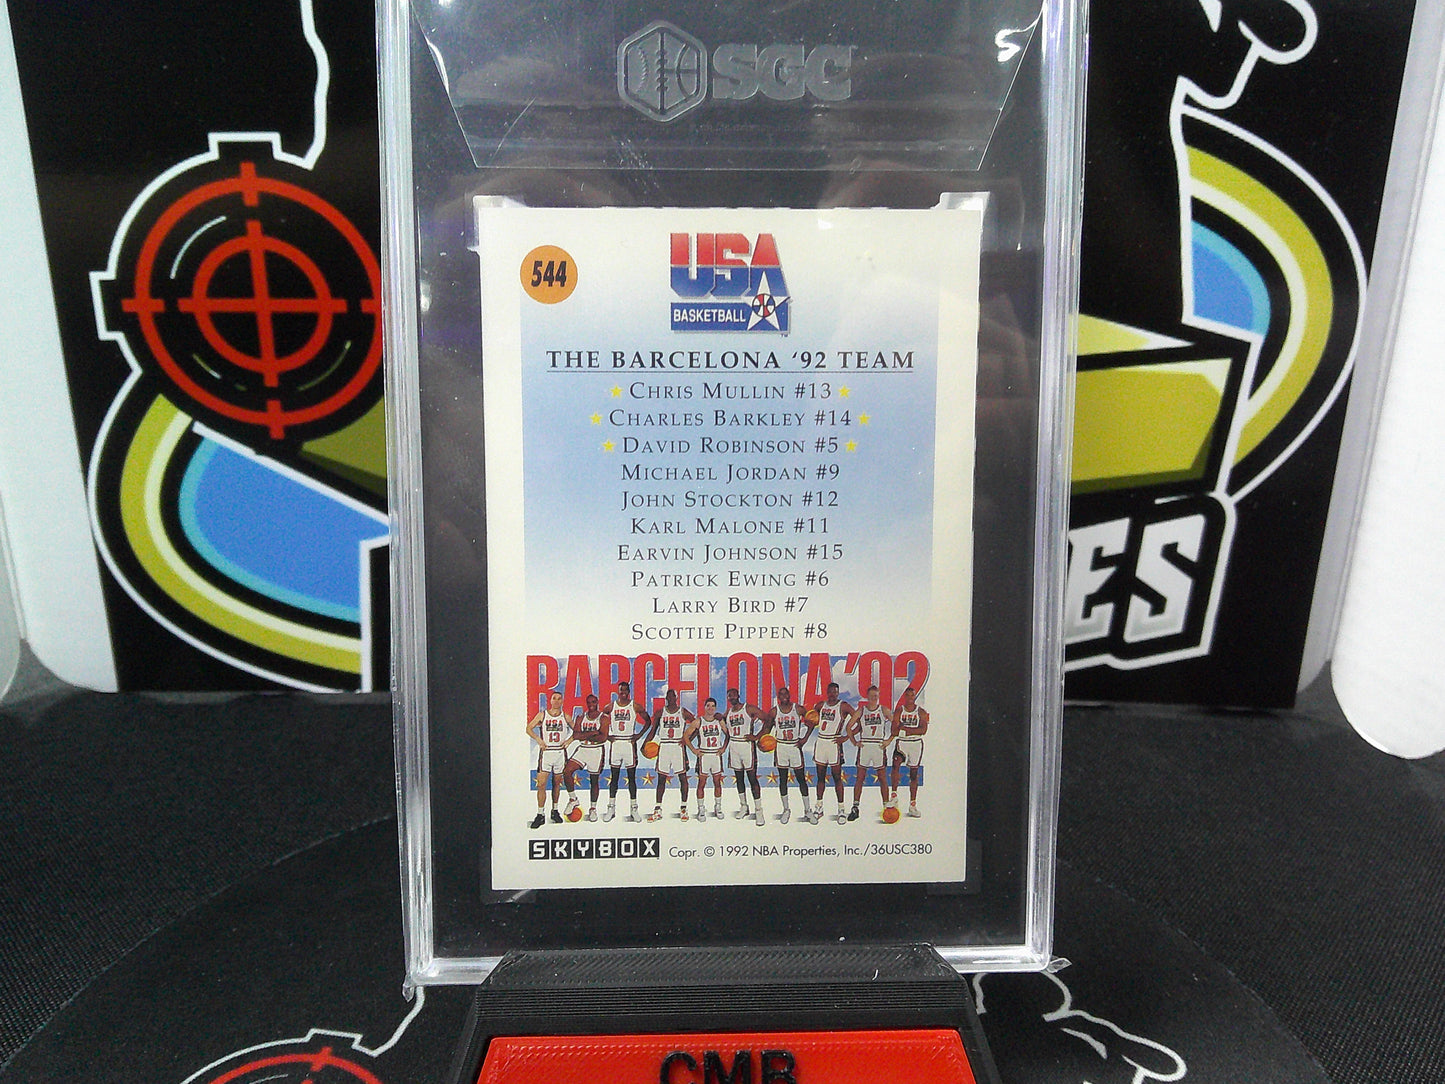 SGC
544
USA
BASKETBALL
THE BARCELONA '92 TEAM
CHRIS MULLIN #13
CHARLES BARKLEY #14
DAVID ROBINSON #5
MICHAEL JORDAN #9
JOHN STOCKTON #12
KARL MALONE #11
EARVIN JOHNSON #15
PATRICK EWING #6
LARRY BIRD #7
SCOTTIE PIPPEN #8
BARCELONA '92
SKYBOX Copr. © 1992 NBA Properties, Inc./36USC380
ES
CMB